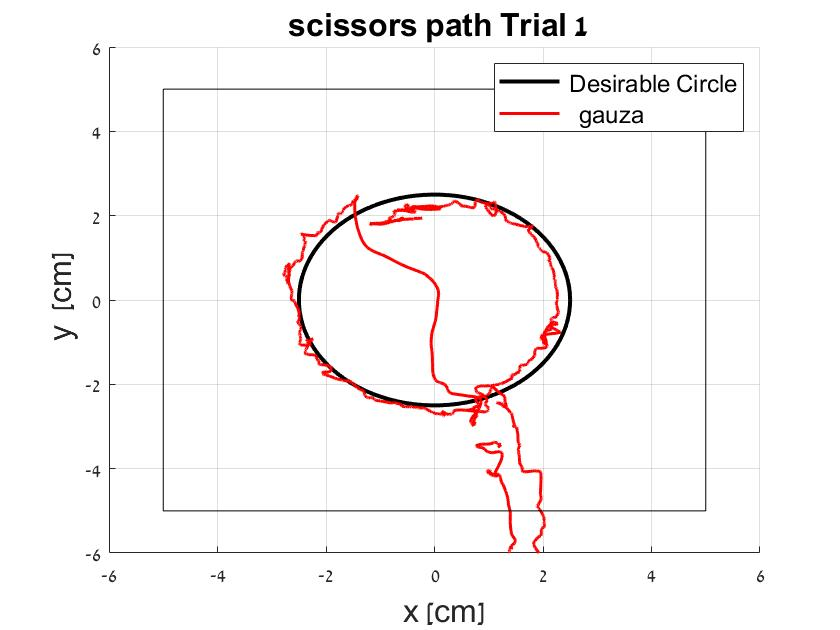 scissors path Trial 1
Desirable Circle
gauza
6
4
2
0
-2
-4
-6
-6
-4
-2
0
2
4
6
y [cm]
x [cm]